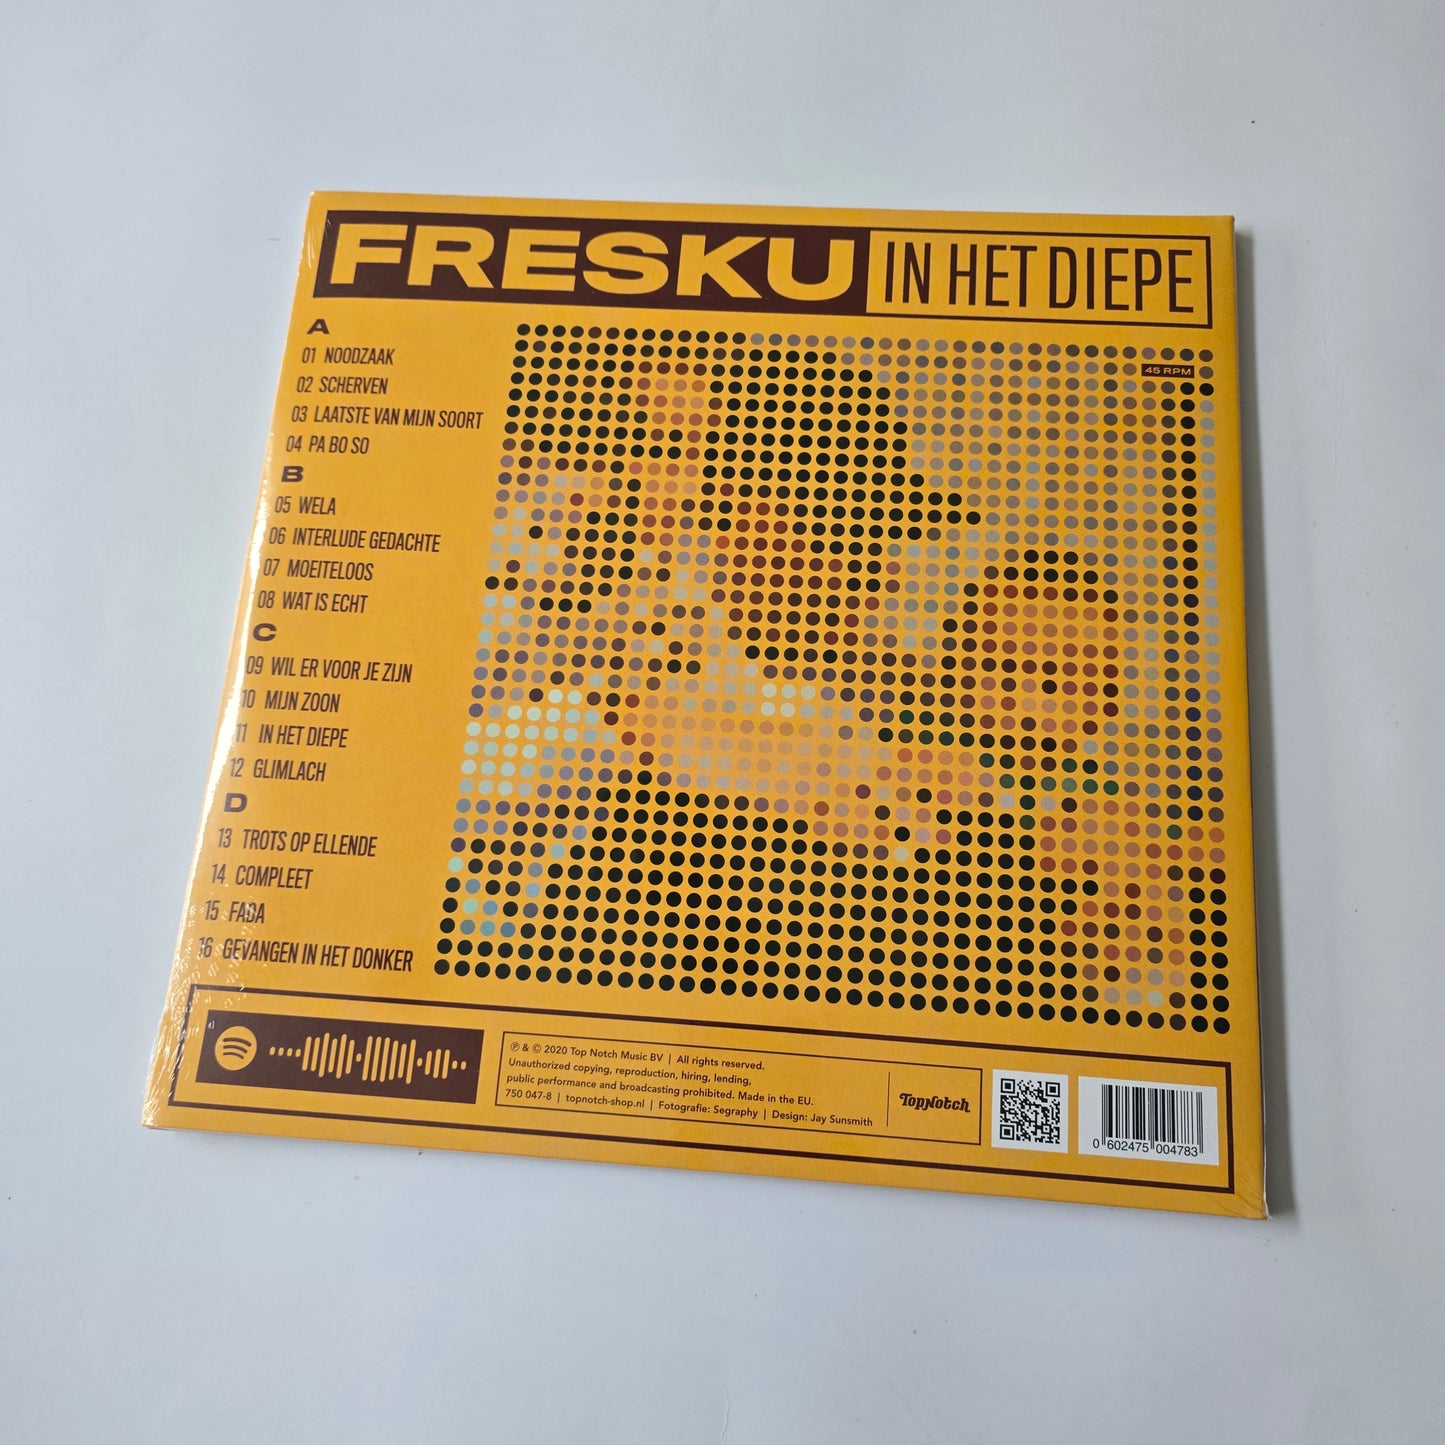 FRESKU IN HET DIEPE
45 RPM
A
01 NOODZAAK
02 SCHERVEN
03 LAATSTE VAN MIJN SOORT
04 PA BO SO
B
05 WELA
06 INTERLUDE GEDACHTE
07 MOEITELOOS
08 WAT IS ECHT
C
09 WIL ER VOOR JE ZIJN
10 MIJN ZOON
11 IN HET DIEPE
12 GLIMLACH
D
13 TROTS OP ELLENDE
14 COMPLEET
15 FADA
16 GEVANGEN IN HET DONKER
℗ & © 2020 Top Notch Music BV | All rights reserved.
Unauthorized copying, reproduction, hiring, lending,
public performance and broadcasting prohibited. Made in the EU.
750 047-8 | topnotch-shop.nl | Fotografie: Segraphy | Design: Jay Sunsmith
TopNotch
0 602475 004783